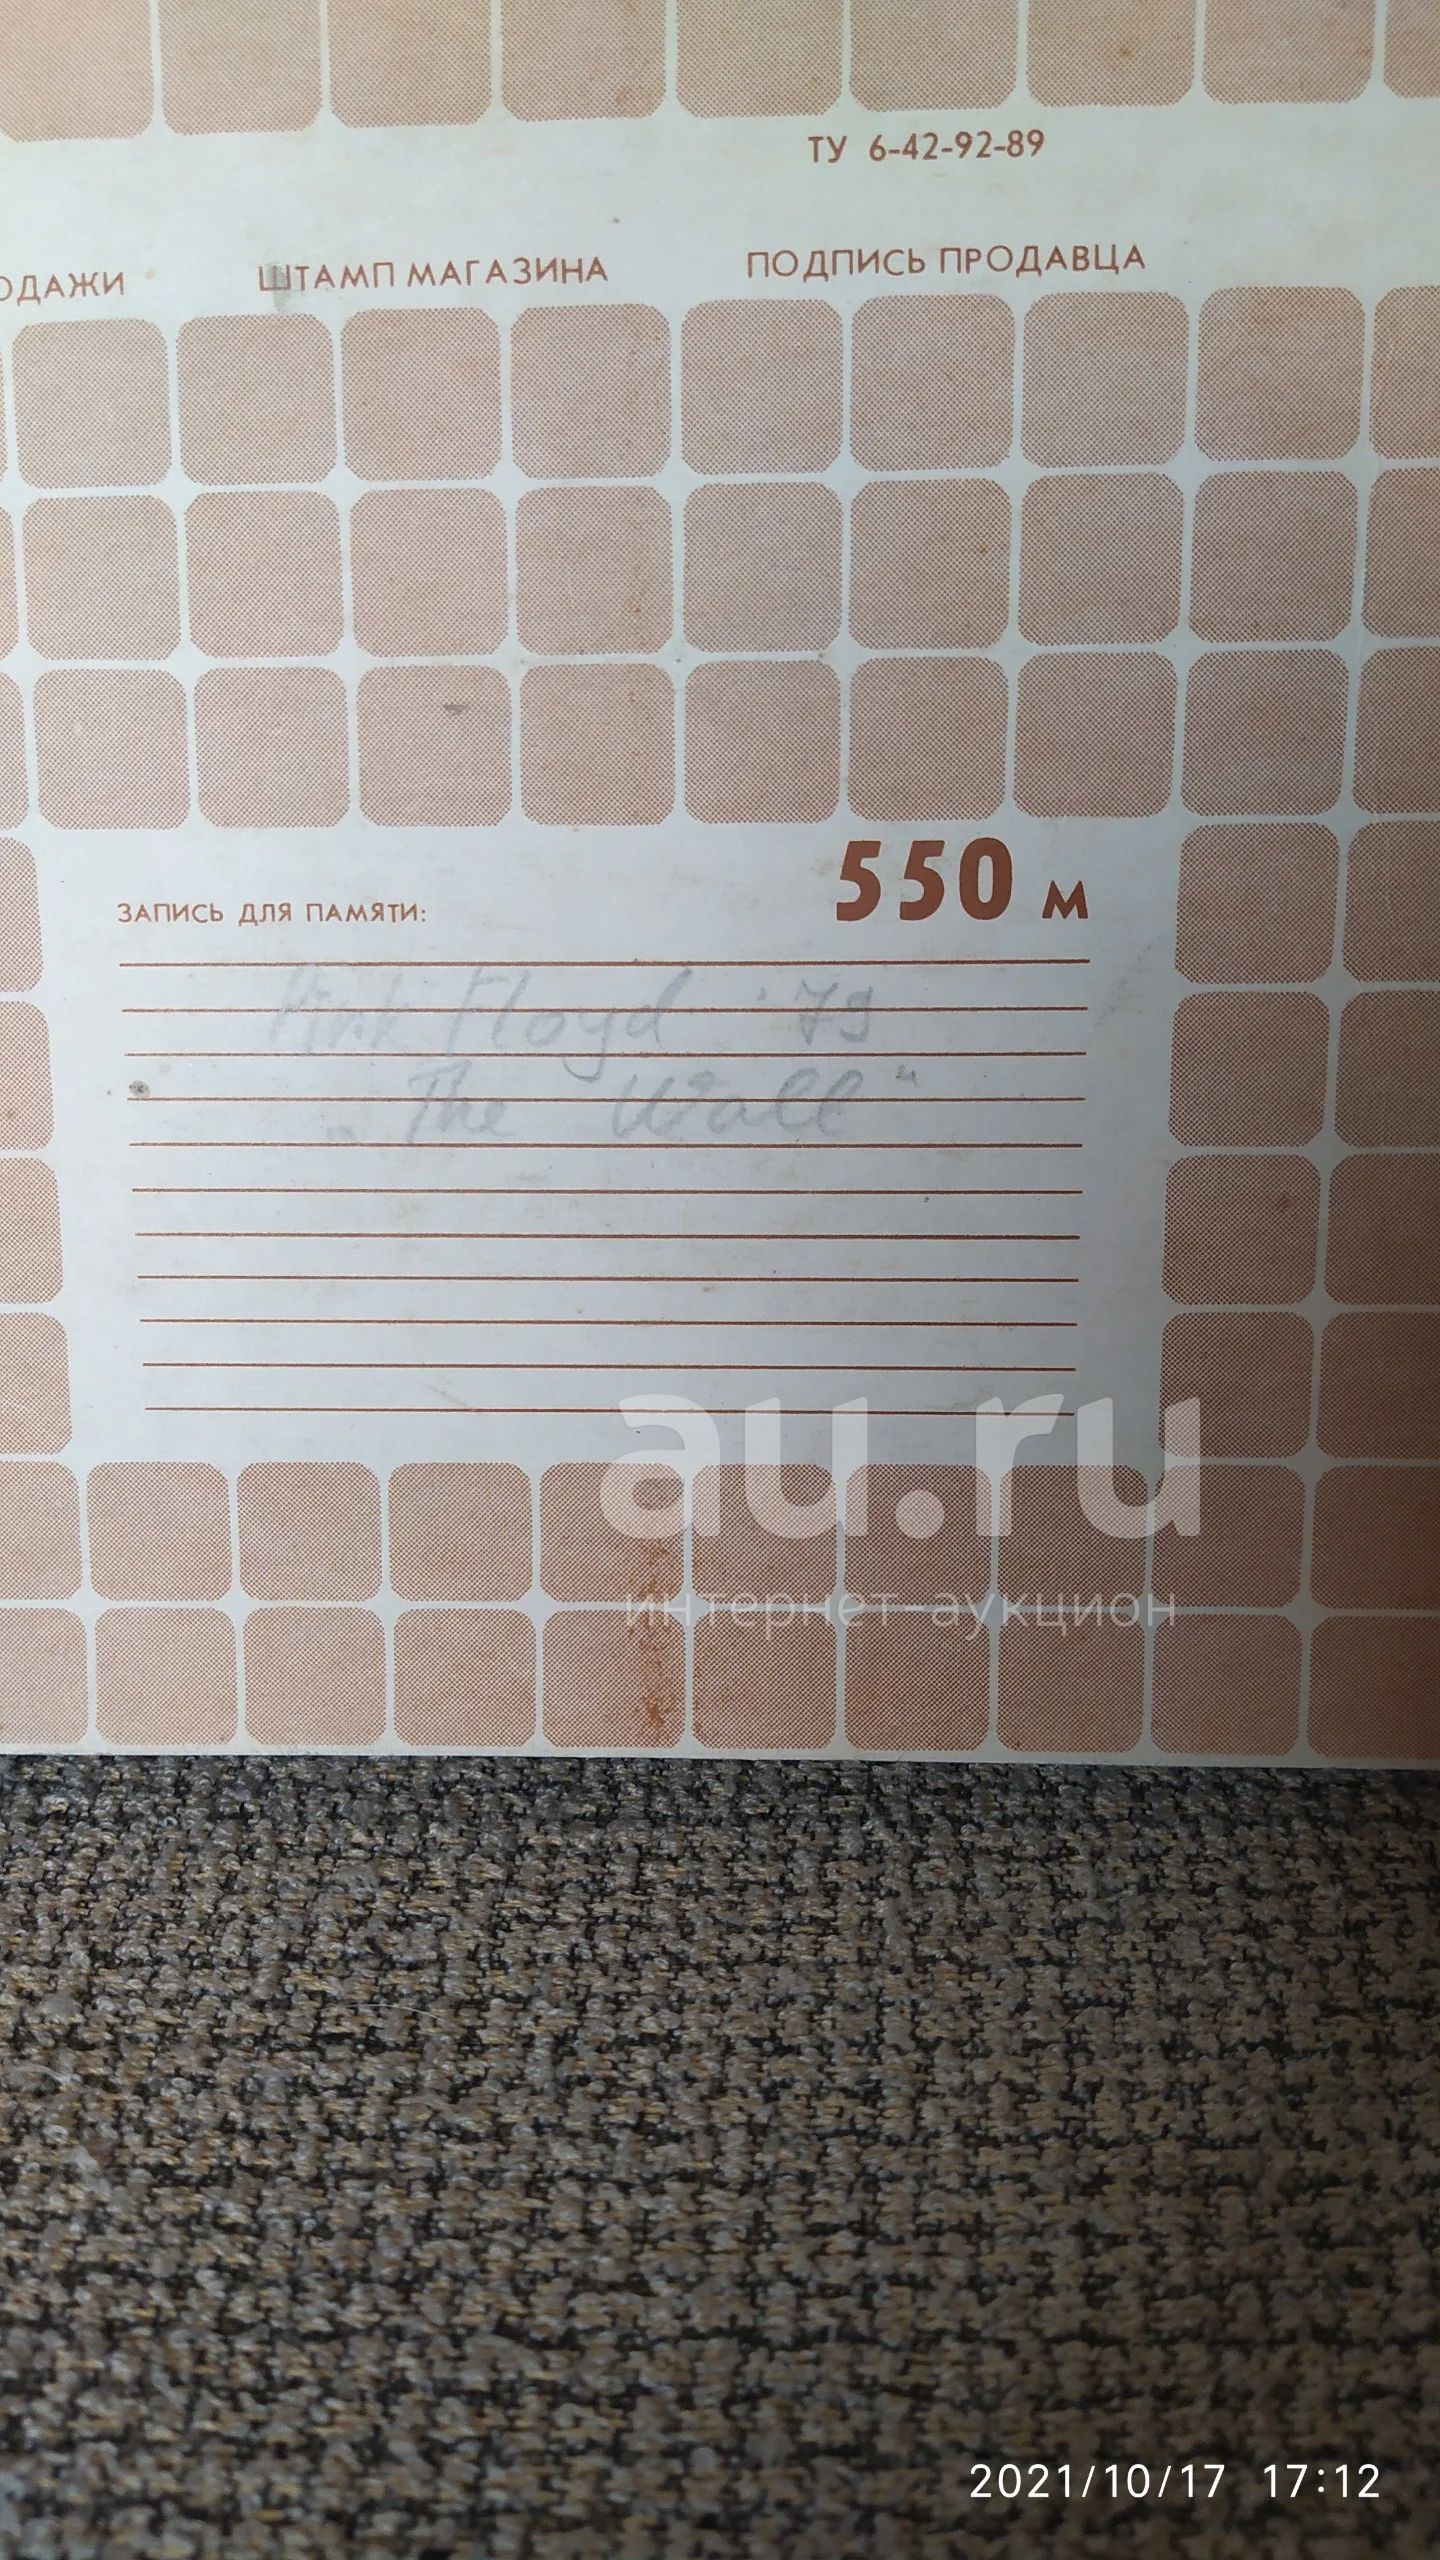 ТУ 6-42-92-89
ОДАЖИ ШТАМП МАГАЗИНА ПОДПИСЬ ПРОДАВЦА
550 м
ЗАПИСЬ ДЛЯ ПАМЯТИ:
Pink Floyd '79
„The Wall“
au.ru
интернет-аукцион
2021/10/17 17:12